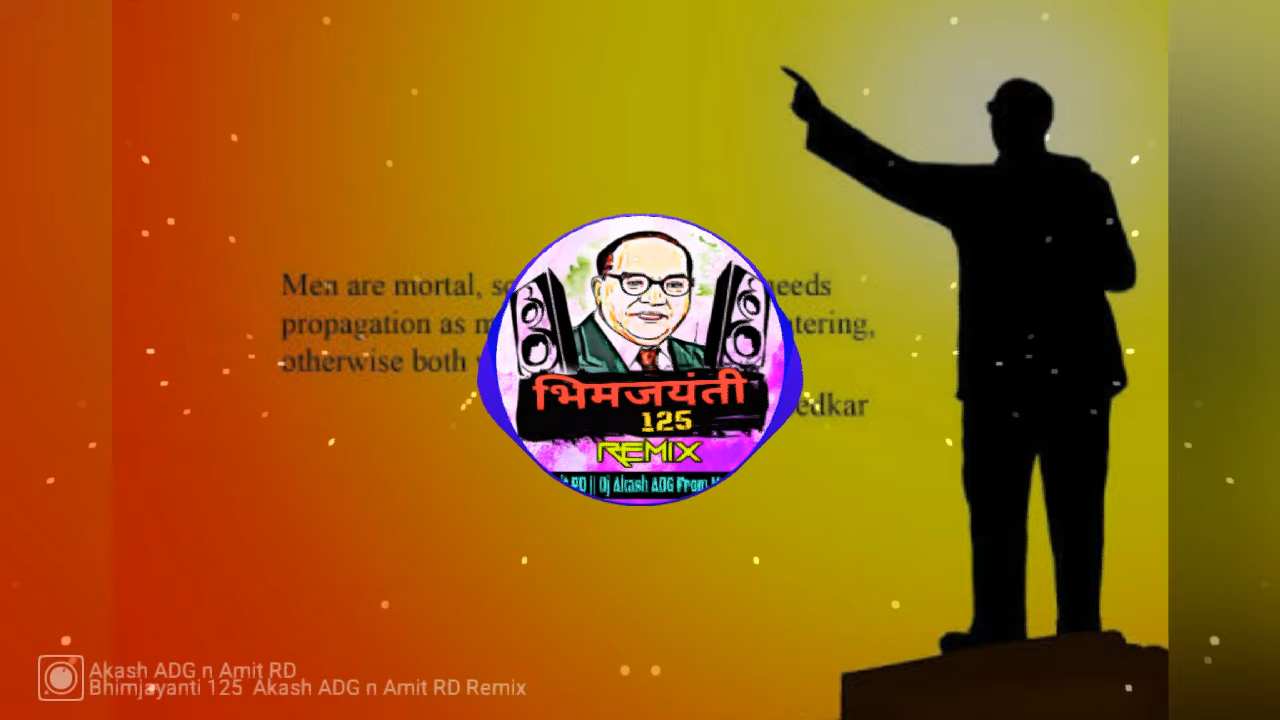 Men are mortal, so needs
propagation as tering,
otherwise both
edkar
भिमजयंती
125
REMIX
RD || Dj Akash ADG From
Akash ADG n Amit RD
Bhimjayanti 125 Akash ADG n Amit RD Remix